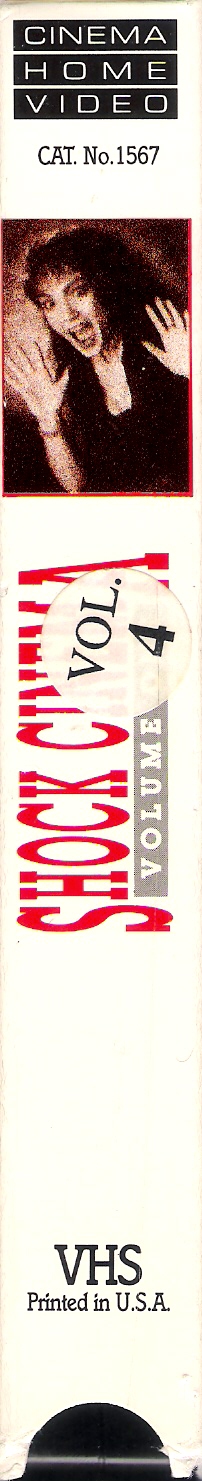 CINEMA
HOME
VIDEO
CAT. No.1567
SHOCK CINEMA
VOLUME
VOL.
4
VHS
Printed in U.S.A.